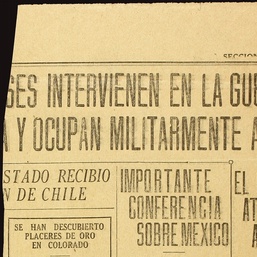 SECCION
SES INTERVIENEN EN LA GU
A Y OCUPAN MILITARMENTE A
STADO RECIBIO
N DE CHILE
SE HAN DESCUBIERTO
PLACERES DE ORO
EN COLORADO
IMPORTANTE
CONFERENCIA
SOBRE MEXICO
EL
AT
A